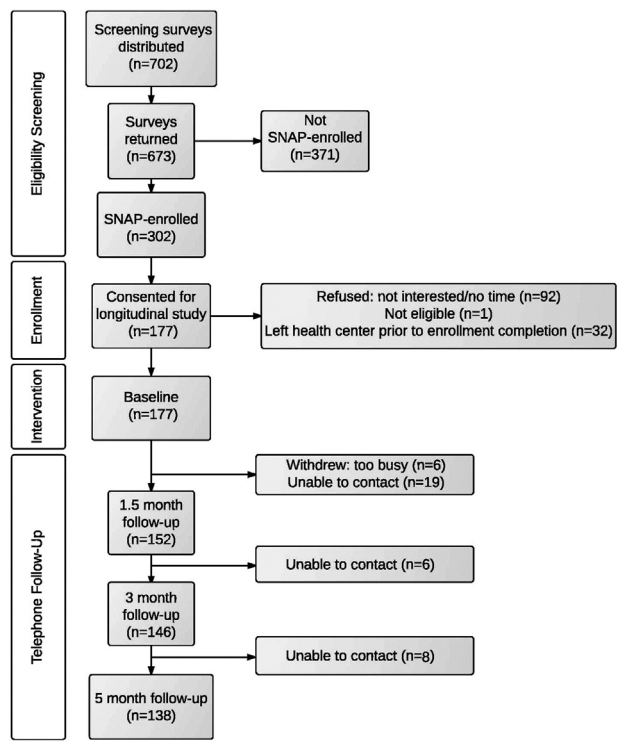 Eligibility Screening
Screening surveys
distributed
(n=702)
Surveys
returned
(n=673)
Not
SNAP-enrolled
(n=371)
SNAP-enrolled
(n=302)
Enrollment
Consented for
longitudinal study
(n=177)
Refused: not interested/no time (n=92)
Not eligible (n=1)
Left health center prior to enrollment completion (n=32)
Intervention
Baseline
(n=177)
Telephone Follow-Up
Withdrew: too busy (n=6)
Unable to contact (n=19)
1.5 month
follow-up
(n=152)
Unable to contact (n=6)
3 month
follow-up
(n=146)
Unable to contact (n=8)
5 month follow-up
(n=138)